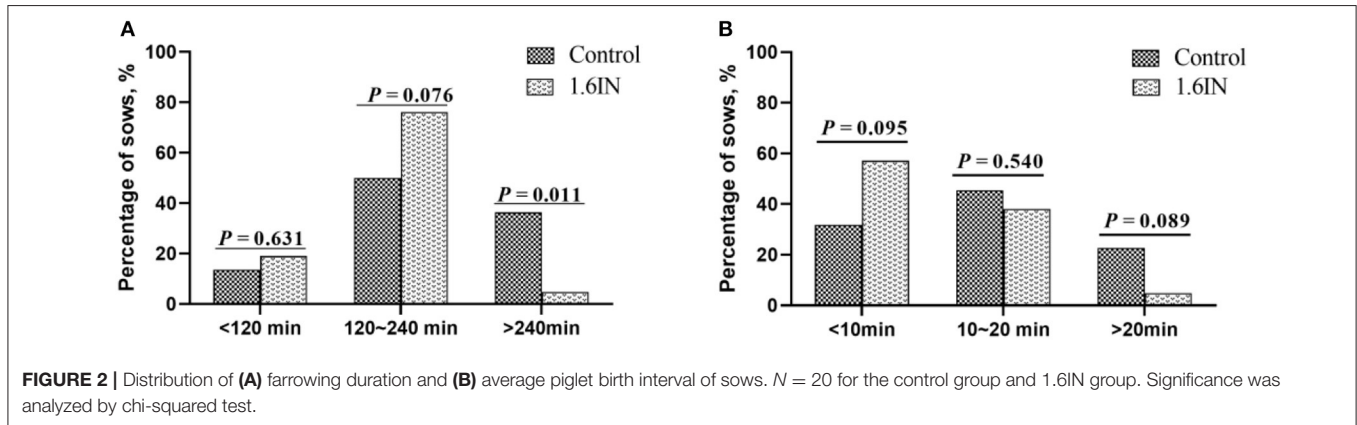 A
Control
1.6IN
Percentage of sows, %
100
80
60
40
20
0
P = 0.631
P = 0.076
P = 0.011
<120 min
120~240 min
>240min
B
Control
1.6IN
Percentage of sows, %
100
80
60
40
20
0
P = 0.095
P = 0.540
P = 0.089
<10min
10~20 min
>20min
FIGURE 2 | Distribution of (A) farrowing duration and (B) average piglet birth interval of sows. N = 20 for the control group and 1.6IN group. Significance was
analyzed by chi-squared test.